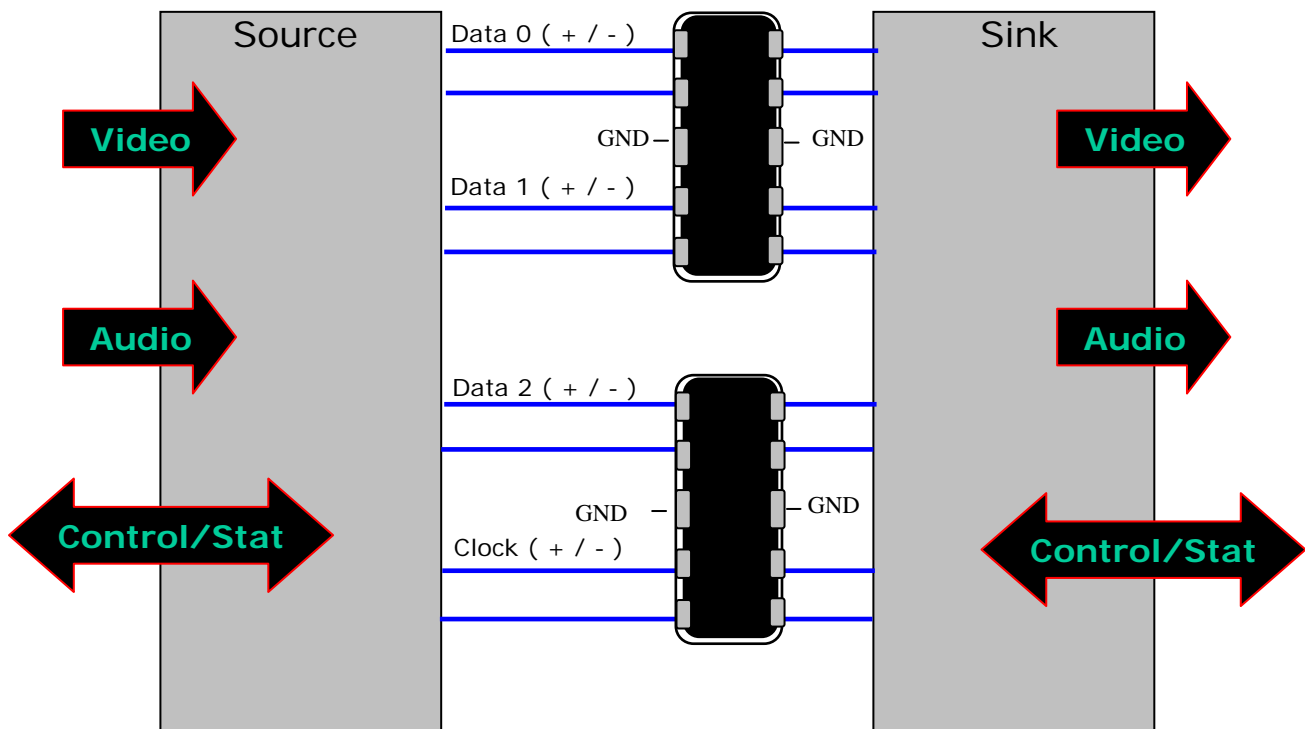 Source
Data 0 ( + / - )
Sink
Video
GND
GND
Video
Data 1 ( + / - )
Audio
Audio
Data 2 ( + / - )
GND
GND
Control/Stat
Clock ( + / - )
Control/Stat